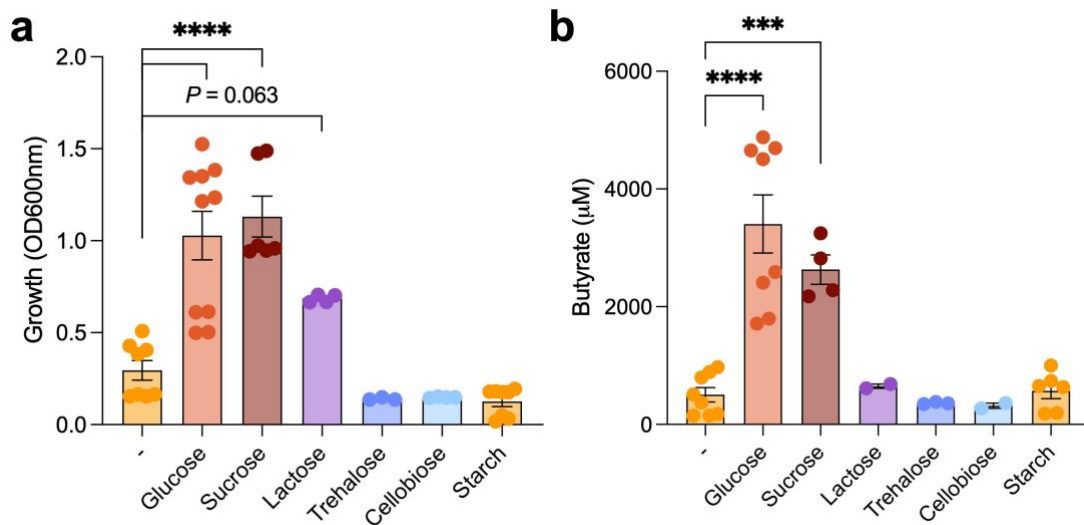 a
****
P = 0.063
Growth (OD600nm)
2.0
1.5
1.0
0.5
0.0
-
Glucose
Sucrose
Lactose
Trehalose
Cellobiose
Starch
b
***
****
Butyrate (μM)
6000
4000
2000
0
-
Glucose
Sucrose
Lactose
Trehalose
Cellobiose
Starch